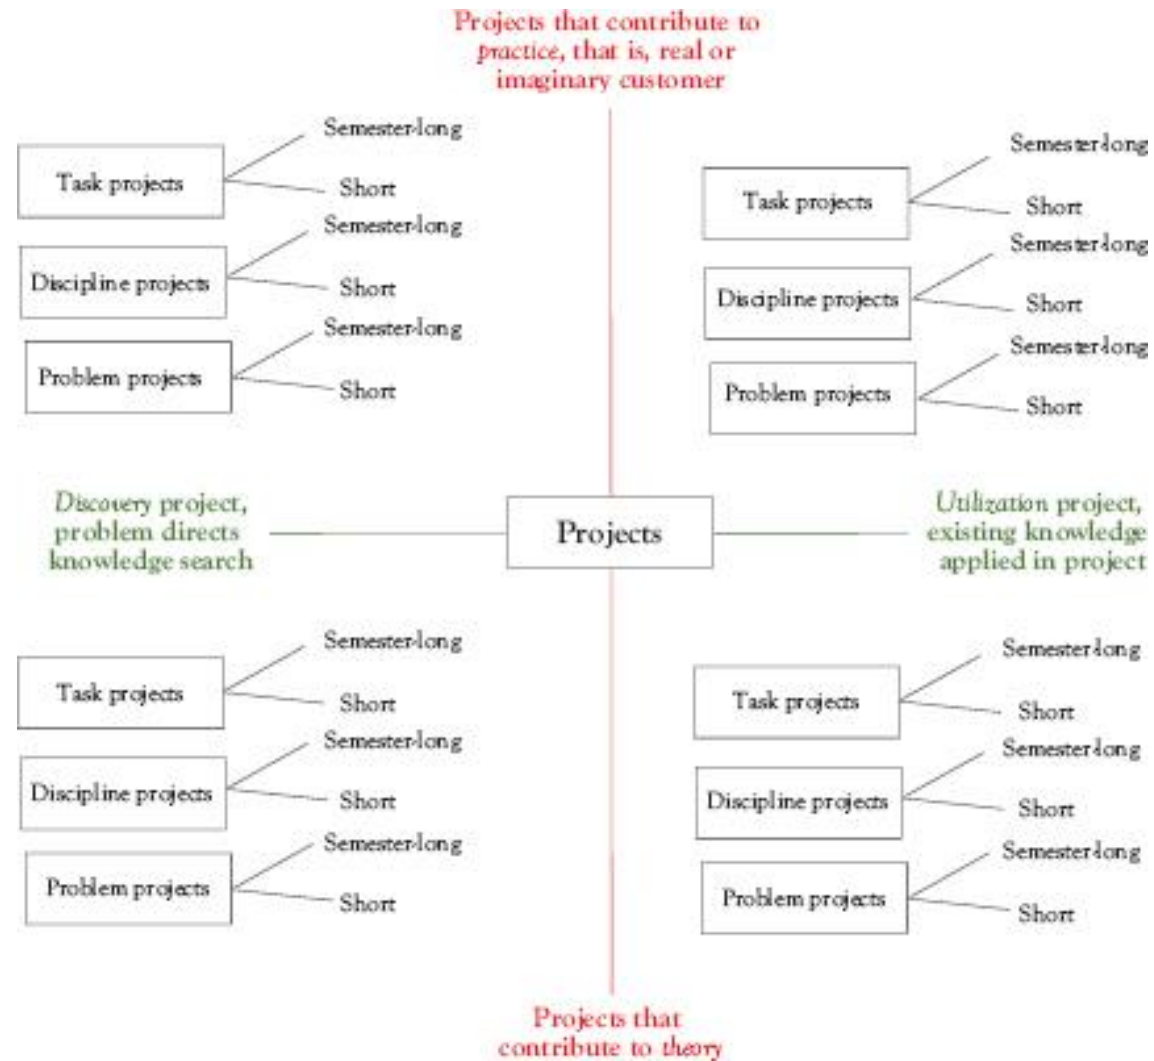 Projects that contribute to
practice, that is, real or
imaginary customer
Semester-long
Task projects
Short
Semester-long
Discipline projects
Short
Semester-long
Problem projects
Short
Semester-long
Task projects
Short
Semester-long
Discipline projects
Short
Semester-long
Problem projects
Short
Discovery project,
problem directs
knowledge search
Projects
Utilization project,
existing knowledge
applied in project
Semester-long
Task projects
Short
Semester-long
Discipline projects
Short
Semester-long
Problem projects
Short
Semester-long
Task projects
Short
Semester-long
Discipline projects
Short
Semester-long
Problem projects
Short
Projects that
contribute to theory